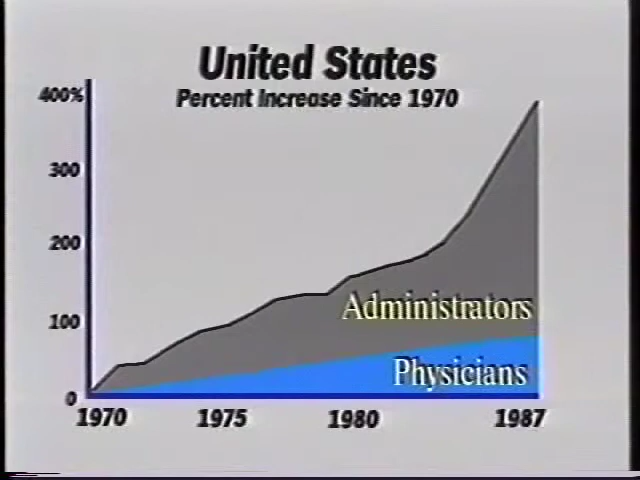 United States
Percent Increase Since 1970
400%
300
200
100
0
Administrators
Physicians
1970 1975 1980 1987